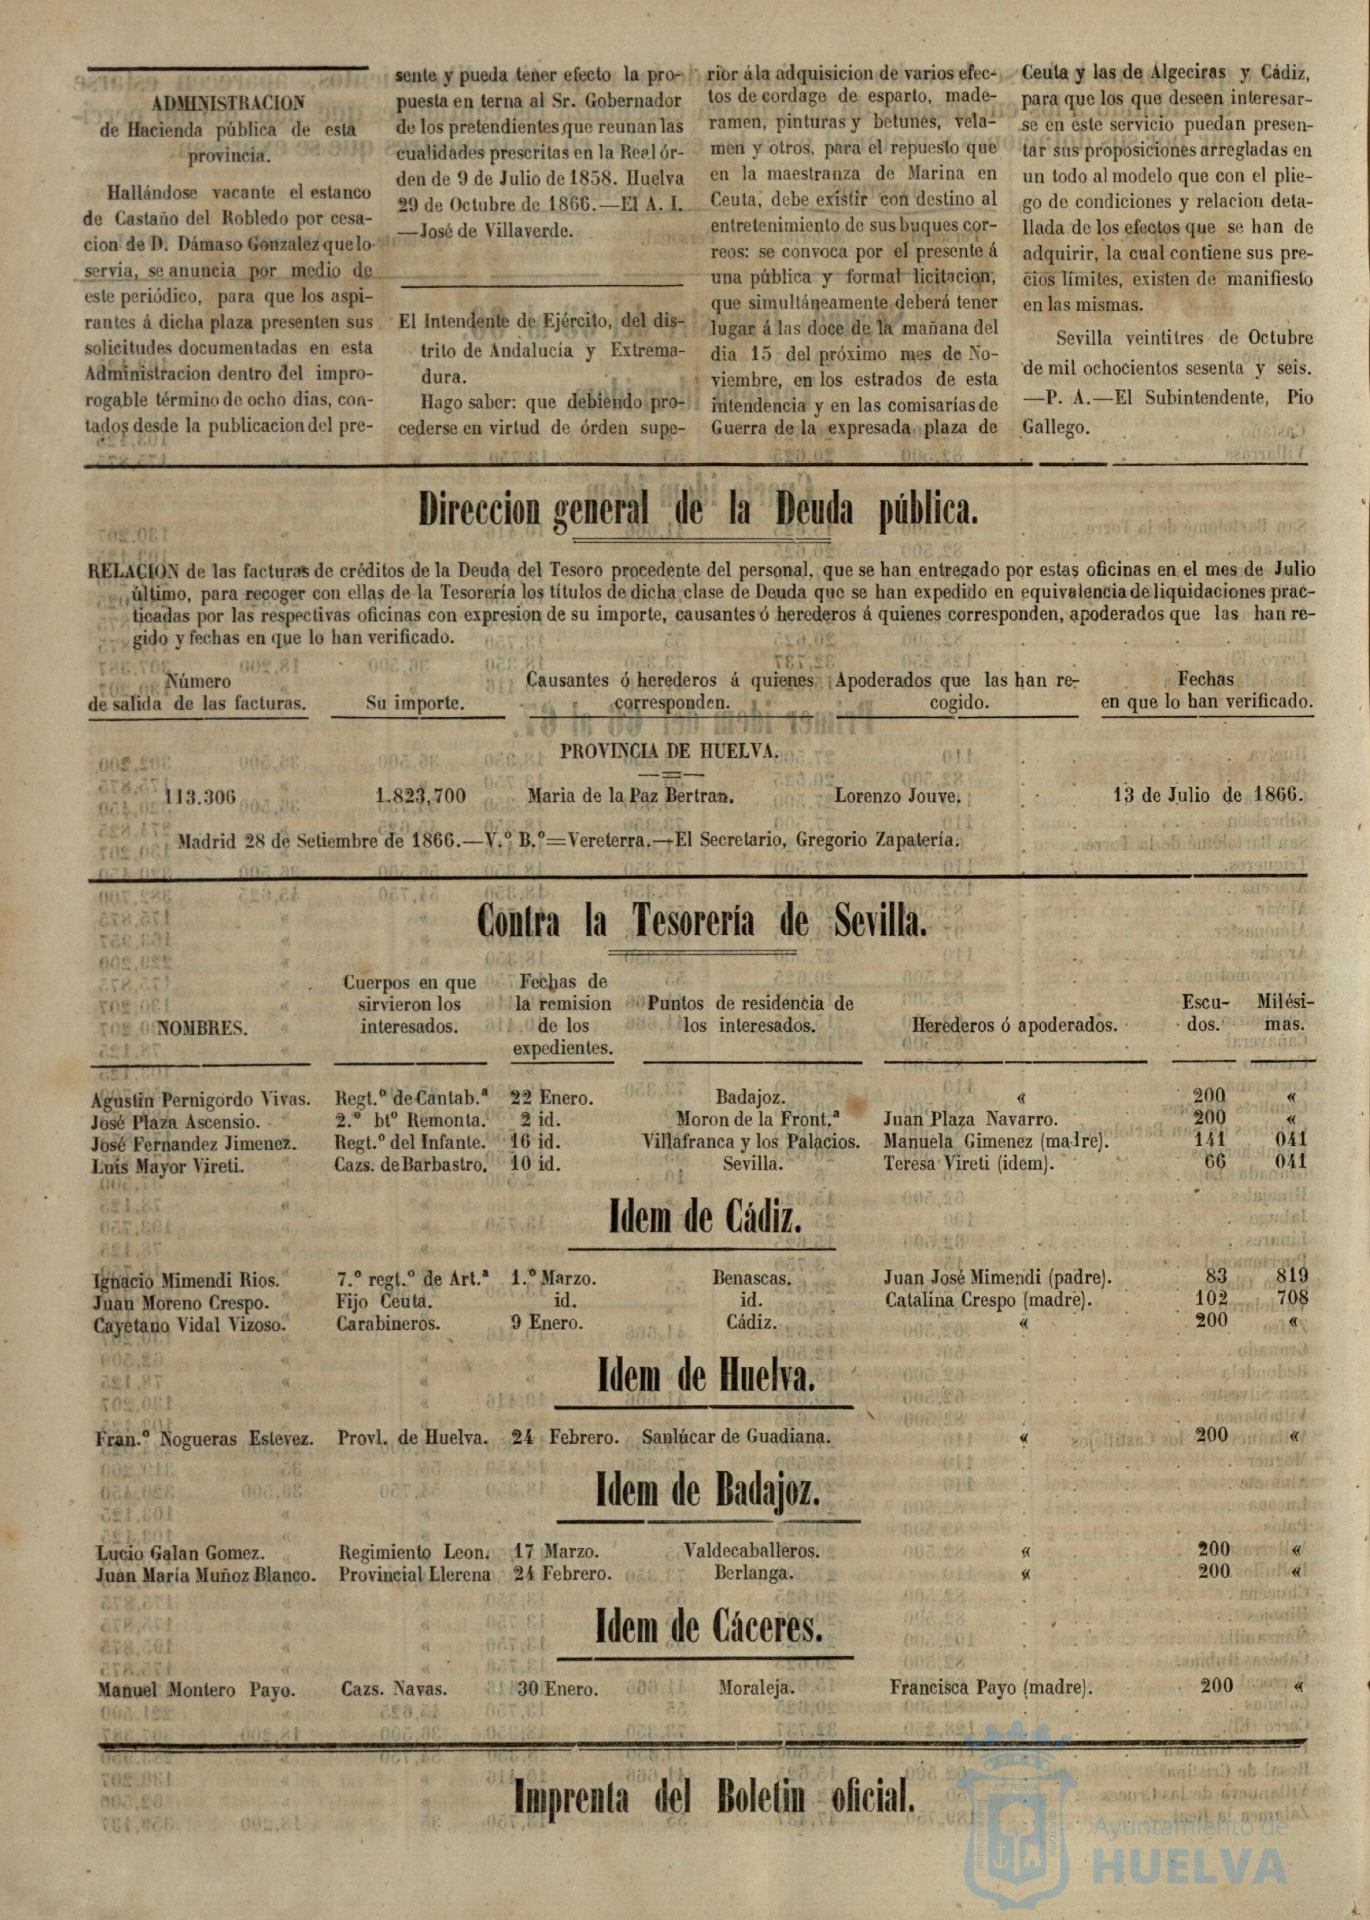 ADMINISTRACION
de Hacienda pública de esta
provincia.
Hallándose vacante el estanco
de Castaño del Robledo por cesa-
cion de D. Dámaso Gonzalez que lo
servia, se anuncia por medio de
este periódico, para que los aspi-
rantes á dicha plaza presenten sus
solicitudes documentadas en esta
Administracion dentro del impro-
rogable término de ocho dias, con-
tados desde la publicacion del pre-
sente y pueda tener efecto la pro-
puesta en terna al Sr. Gobernador
de los pretendientes que reunan las
cualidades prescritas en la Real ór-
den de 9 de Julio de 1858. Huelva
29 de Octubre de 1866.—El A. I.
—José de Villaverde.
El Intendente de Ejército, del dis-
trito de Andalucía y Extrema-
dura.
Hago saber: que debiendo pro-
cederse en virtud de órden supe-
rior á la adquisicion de varios efec-
tos de cordage de esparto, made-
ramen, pinturas y betunes, vela-
men y otros, para el repuesto que
en la maestranza de Marina en
Ceuta, debe existir con destino al
entretenimiento de sus buques cor-
reos: se convoca por el presente á
una pública y formal licitacion,
que simultáneamente deberá tener
lugar á las doce de la mañana del
dia 15 del próximo mes de No-
viembre, en los estrados de esta
intendencia y en las comisarías de
Guerra de la expresada plaza de
Ceuta y las de Algeciras y Cádiz,
para que los que deseen interesar-
se en este servicio puedan presen-
tar sus proposiciones arregladas en
un todo al modelo que con el plie-
go de condiciones y relacion deta-
llada de los efectos que se han de
adquirir, la cual contiene sus pre-
cios límites, existen de manifiesto
en las mismas.
Sevilla veintitres de Octubre
de mil ochocientos sesenta y seis.
—P. A.—El Subintendente, Pio
Gallego.
Direccion general de la Deuda pública.
RELACION de las facturas de créditos de la Deuda del Tesoro procedente del personal, que se han entregado por estas oficinas en el mes de Julio
último, para recoger con ellas de la Tesorería los títulos de dicha clase de Deuda que se han expedido en equivalencia de liquidaciones prac-
ticadas por las respectivas oficinas con expresion de su importe, causantes ó herederos á quienes corresponden, apoderados que las han re-
gido y fechas en que lo han verificado.
Número de salida de las facturas. Su importe. Causantes ó herederos á quienes corresponden. Apoderados que las han re-cogido. Fechas en que lo han verificado.
PROVINCIA DE HUELVA.
113.306 1.823,700 Maria de la Paz Bertran. Lorenzo Jouve. 13 de Julio de 1866.
Madrid 28 de Setiembre de 1866.—V.º B.º=Vereterra.—El Secretario, Gregorio Zapatería.
Contra la Tesorería de Sevilla.
NOMBRES. Cuerpos en que sirvieron los interesados. Fechas de la remision de los expedientes. Puntos de residencia de los interesados. Herederos ó apoderados. Escu-dos. Milési-mas.
Agustin Pernigordo Vivas. Regt.º de Cantab.ª 22 Enero. Badajoz. « 200 «
José Plaza Ascensio. 2.º btº Remonta. 2 id. Moron de la Front.ª Juan Plaza Navarro. 200 «
José Fernandez Jimenez. Regt.º del Infante. 16 id. Villafranca y los Palacios. Manuela Gimenez (madre). 141 041
Luis Mayor Vireti. Cazs. de Barbastro. 10 id. Sevilla. Teresa Vireti (idem). 66 041
Idem de Cádiz.
Ignacio Mimendi Rios. 7.º regt.º de Art.ª 1.º Marzo. Benascas. Juan José Mimendi (padre). 83 819
Juan Moreno Crespo. Fijo Ceuta. id. id. Catalina Crespo (madre). 102 708
Cayetano Vidal Vizoso. Carabineros. 9 Enero. Cádiz. « 200 «
Idem de Huelva.
Fran.º Nogueras Estevez. Provl. de Huelva. 24 Febrero. Sanlúcar de Guadiana. « 200 «
Idem de Badajoz.
Lucio Galan Gomez. Regimiento Leon. 17 Marzo. Valdecaballeros. « 200 «
Juan María Muñoz Blanco. Provincial Llerena 24 Febrero. Berlanga. « 200 «
Idem de Cáceres.
Manuel Montero Payo. Cazs. Navas. 30 Enero. Moraleja. Francisca Payo (madre). 200 «
Imprenta del Boletin oficial.
Ayuntamiento de
HUELVA